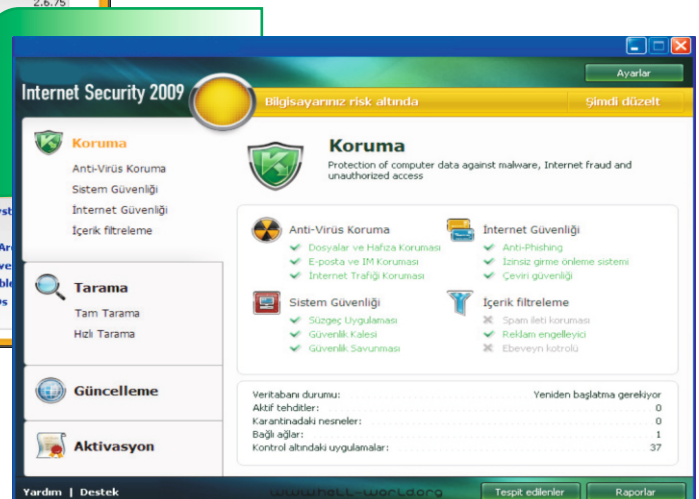 2.6.75
Ayarlar
Internet Security 2009
Bilgisayarınız risk altında
Şimdi düzelt
Koruma
Anti-Virüs Koruma
Sistem Güvenliği
İnternet Güvenliği
İçerik filtreleme
Tarama
Tam Tarama
Hızlı Tarama
Güncelleme
Aktivasyon
Koruma
Protection of computer data against malware, Internet fraud and
unauthorized access
Anti-Virüs Koruma
Dosyalar ve Hafıza Koruması
E-posta ve IM Koruması
İnternet Trafiği Koruması
İnternet Güvenliği
Anti-Phishing
İzinsiz girme önleme sistemi
Çeviri güvenliği
Sistem Güvenliği
Süzgeç Uygulaması
Güvenlik Kalesi
Güvenlik Savunması
İçerik filtreleme
Spam ileti koruması
Reklam engelleyici
Ebeveyn kotrolü
Veritabanı durumu: Yeniden başlatma gerekiyor
Aktif tehditler: 0
Karantinadaki nesneler: 0
Bağlı ağlar: 1
Kontrol altındaki uygulamalar: 37
Yardım | Destek
www.hell-world.org
Tespit edilenler
Raporlar